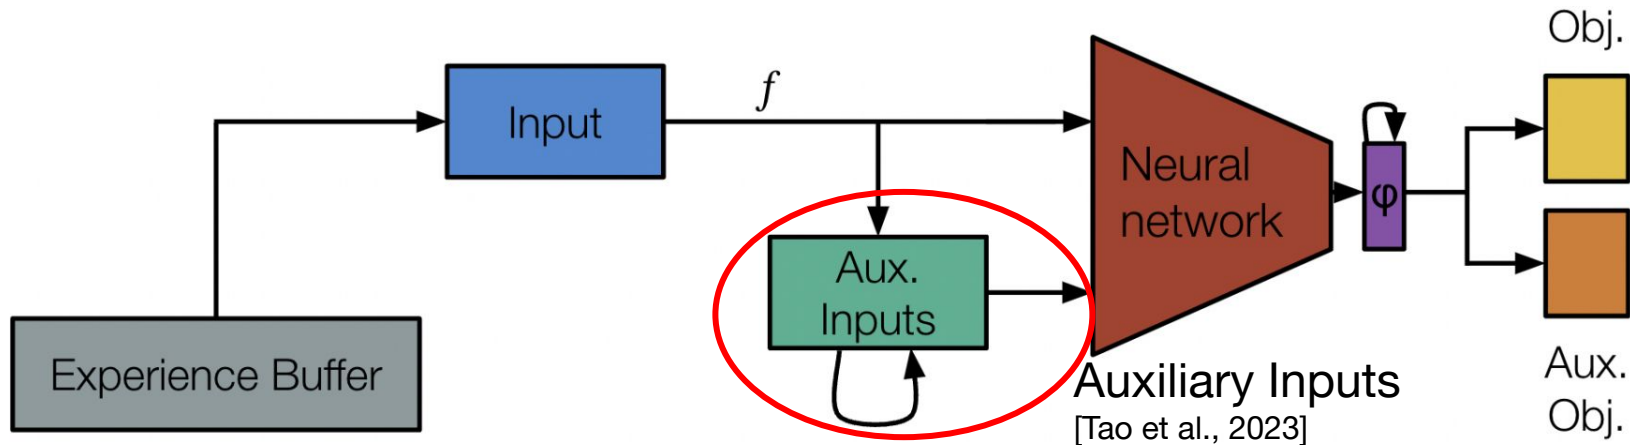 Obj.
f
Input
Neural
network
φ
Aux.
Inputs
Experience Buffer
Auxiliary Inputs
[Tao et al., 2023]
Aux.
Obj.